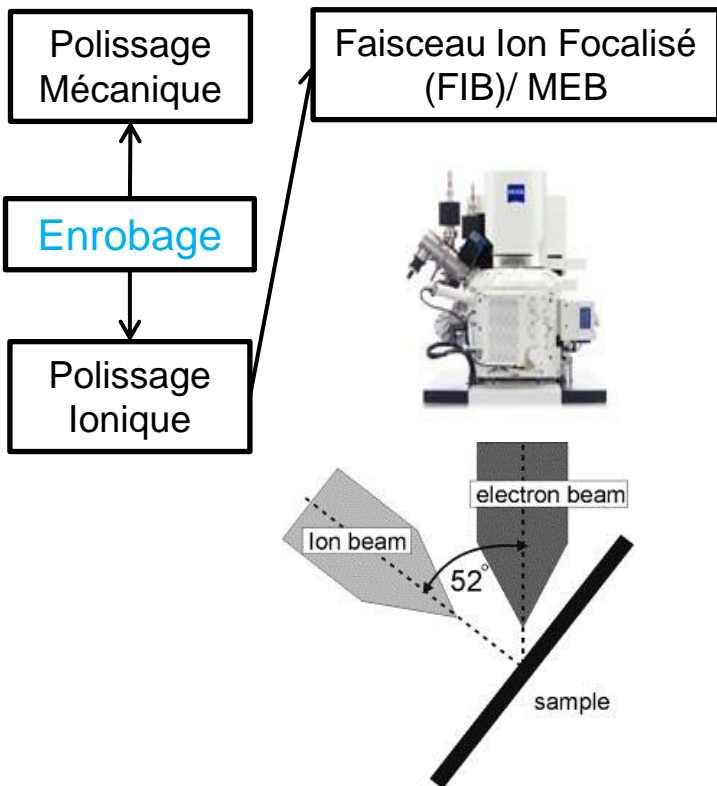 Polissage
Mécanique
Faisceau Ion Focalisé
(FIB)/ MEB
Enrobage
Polissage
Ionique
electron beam
Ion beam
52°
sample